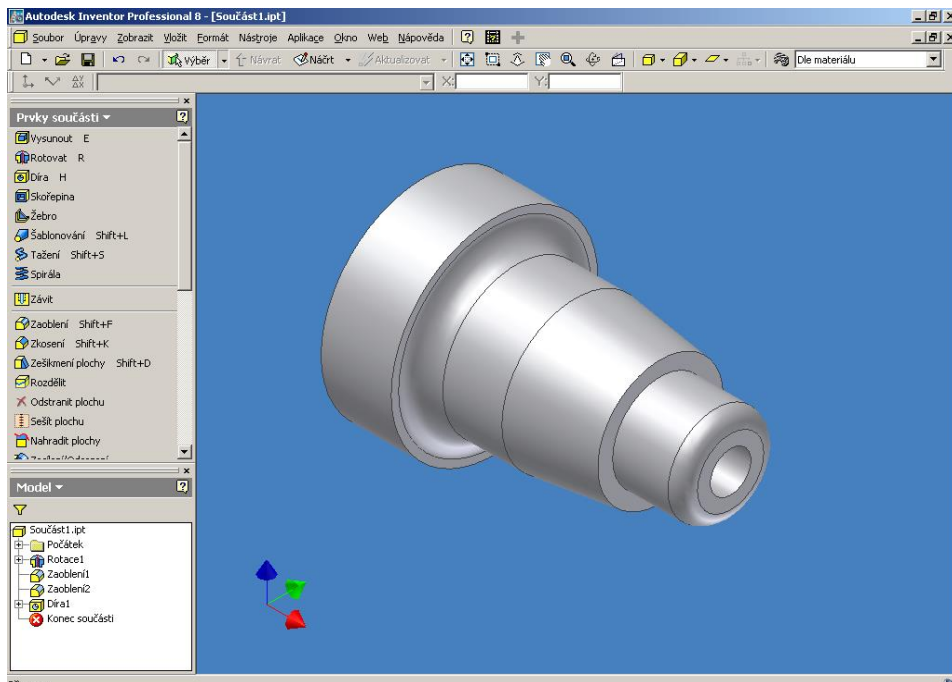 Autodesk Inventor Professional 8 - [Součást1.ipt]
Soubor Úpravy Zobrazit Vložit Formát Nástroje Aplikace Okno Web Nápověda
Výběr Návrat Náčrt Aktualizovat Dle materiálu
X: Y:
Prvky součásti
Vysunout E
Rotovat R
Díra H
Skořepina
Žebro
Šablonování Shift+L
Tažení Shift+S
Spirála
Závit
Zaoblení Shift+F
Zkosení Shift+K
Zešikmení plochy Shift+D
Rozdělit
Odstranit plochu
Sešít plochu
Nahradit plochy
Model
Součást1.ipt
Počátek
Rotace1
Zaoblení1
Zaoblení2
Díra1
Konec součásti